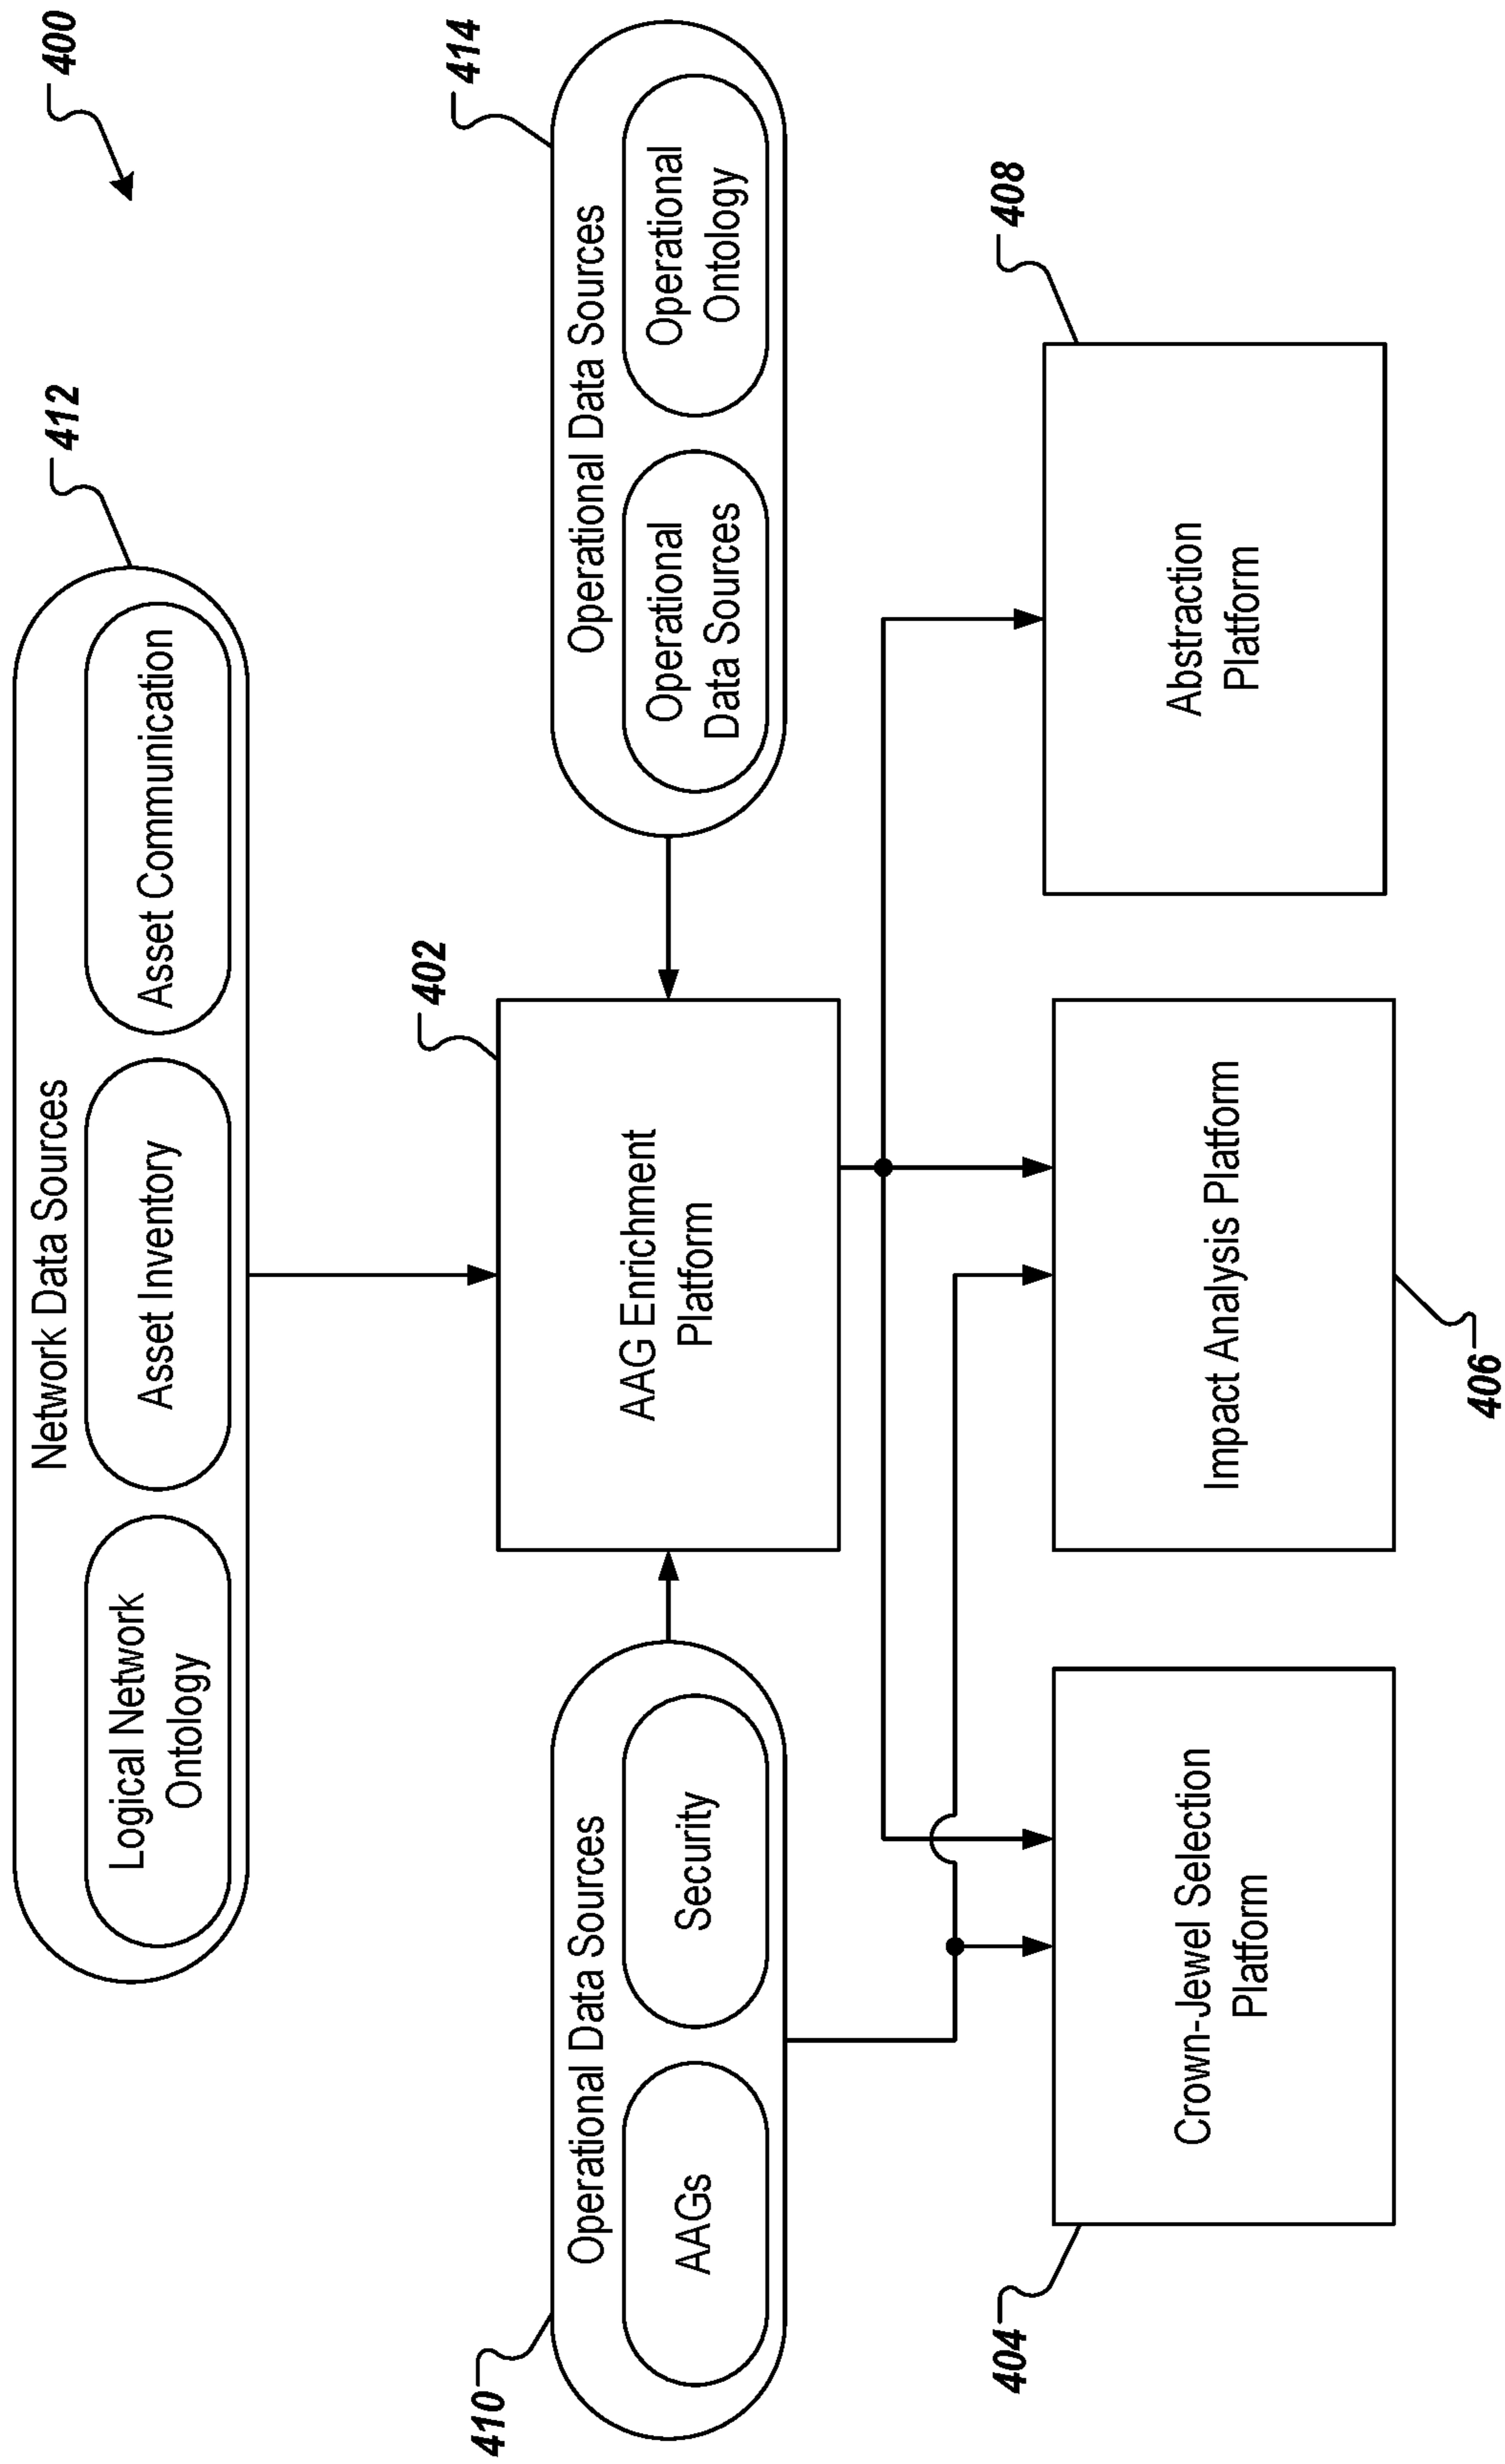 400
412
Network Data Sources
Logical Network
Ontology
Asset Inventory
Asset Communication
410
Operational Data Sources
AAGs
Security
402
AAG Enrichment
Platform
414
Operational Data Sources
Operational
Data Sources
Operational
Ontology
404
Crown-Jewel Selection
Platform
Impact Analysis Platform
406
408
Abstraction
Platform